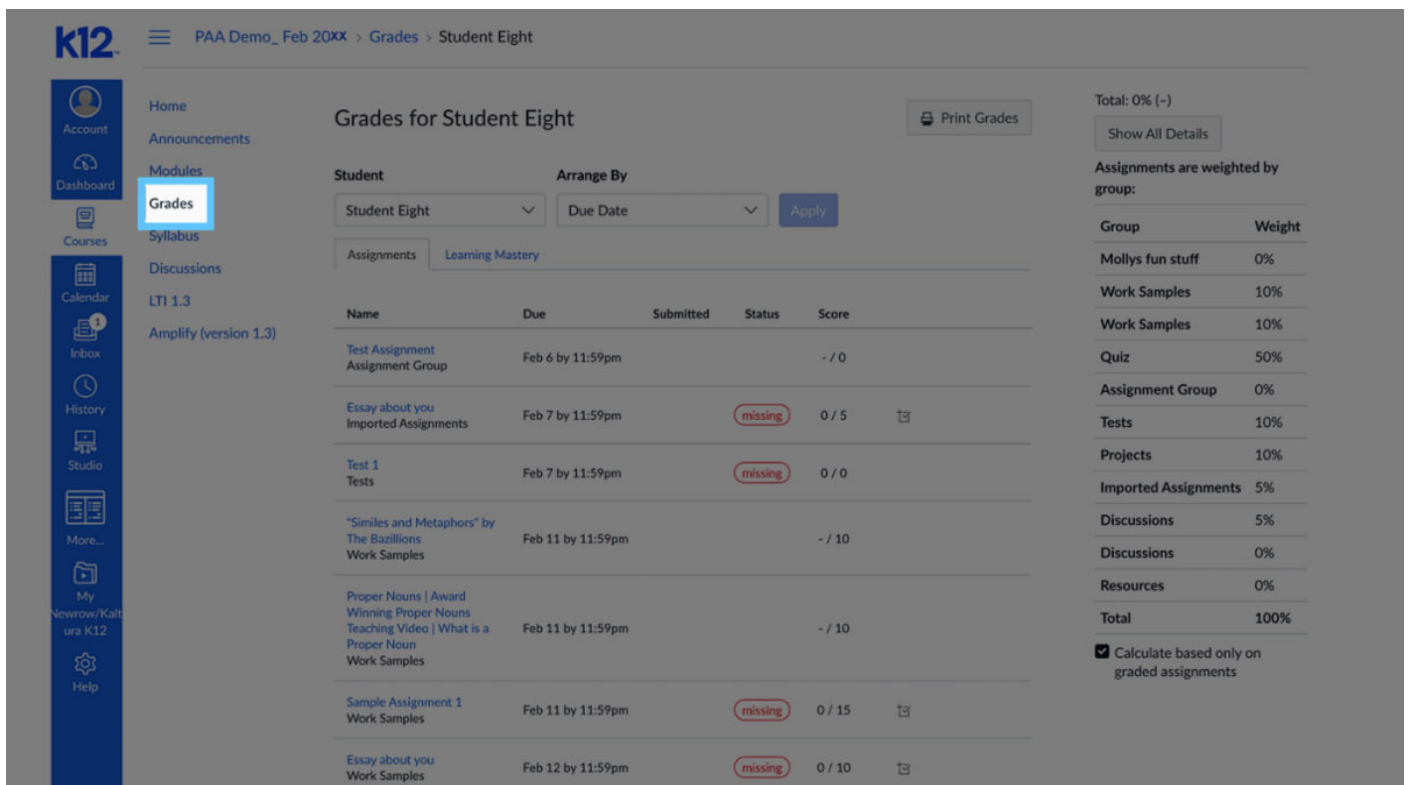 K12
PAA Demo_ Feb 20XX > Grades > Student Eight
Account
Dashboard
Courses
Calendar
1
Inbox
History
Studio
More...
My
Newrow/Kalt
ura K12
Help
Home
Announcements
Modules
Grades
Syllabus
Discussions
LTI 1.3
Amplify (version 1.3)
Grades for Student Eight
Print Grades
Student
Arrange By
Student Eight
Due Date
Apply
Assignments Learning Mastery
Name Due Submitted Status Score
Test Assignment
Assignment Group
Feb 6 by 11:59pm
- / 0
Essay about you
Imported Assignments
Feb 7 by 11:59pm
missing
0 / 5
Test 1
Tests
Feb 7 by 11:59pm
missing
0 / 0
"Similes and Metaphors" by
The Bazillions
Work Samples
Feb 11 by 11:59pm
- / 10
Proper Nouns | Award
Winning Proper Nouns
Teaching Video | What is a
Proper Noun
Work Samples
Feb 11 by 11:59pm
- / 10
Sample Assignment 1
Work Samples
Feb 11 by 11:59pm
missing
0 / 15
Essay about you
Work Samples
Feb 12 by 11:59pm
missing
0 / 10
Total: 0% (–)
Show All Details
Assignments are weighted by
group:
Group Weight
Mollys fun stuff 0%
Work Samples 10%
Work Samples 10%
Quiz 50%
Assignment Group 0%
Tests 10%
Projects 10%
Imported Assignments 5%
Discussions 5%
Discussions 0%
Resources 0%
Total 100%
Calculate based only on
graded assignments